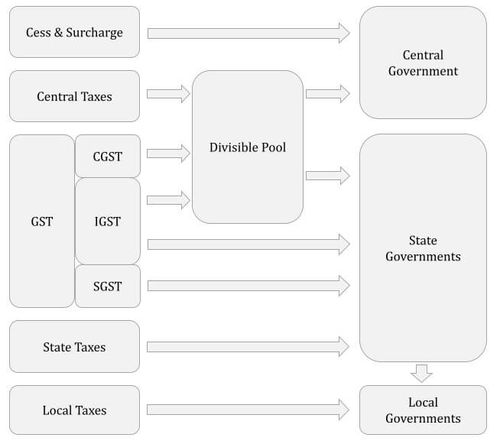 Cess & Surcharge
Central
Government
Central Taxes
Divisible Pool
GST
CGST
IGST
SGST
State
Governments
State Taxes
Local Taxes
Local
Governments